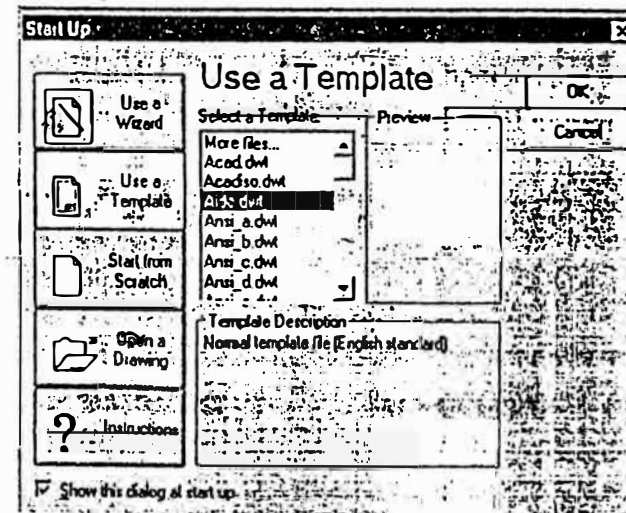 Start Up
Use a Template
Use a
Wizard
Use a
Template
Start from
Scratch
Open a
Drawing
Instructions
Select a Template
More files...
Acad.dwt
Acadiso.dwt
Ansi_a.dwt
Ansi_b.dwt
Ansi_c.dwt
Ansi_d.dwt
Preview
OK
Cancel
Template Description
Normal template file (English standard)
Show this dialog at start up